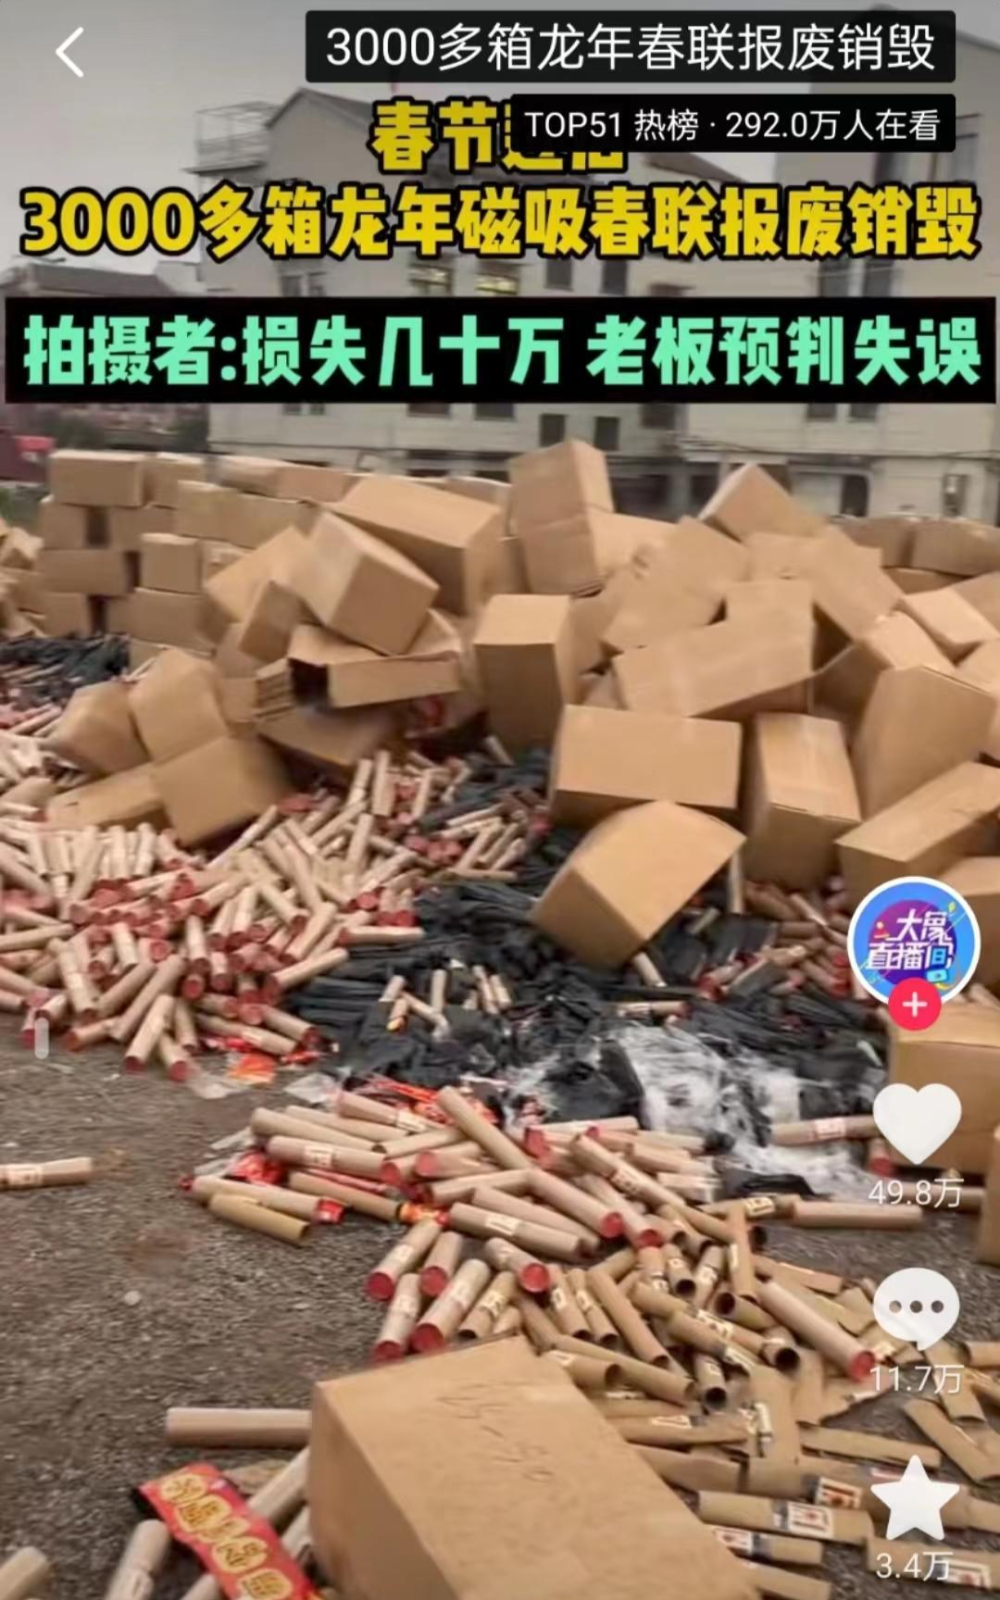 3000多箱龙年春联报废销毁
TOP51 热榜 · 292.0万人在看
春节
3000多箱龙年磁吸春联报废销毁
拍摄者:损失几十万 老板预判失误
大象
直播间
49.8万
11.7万
3.4万